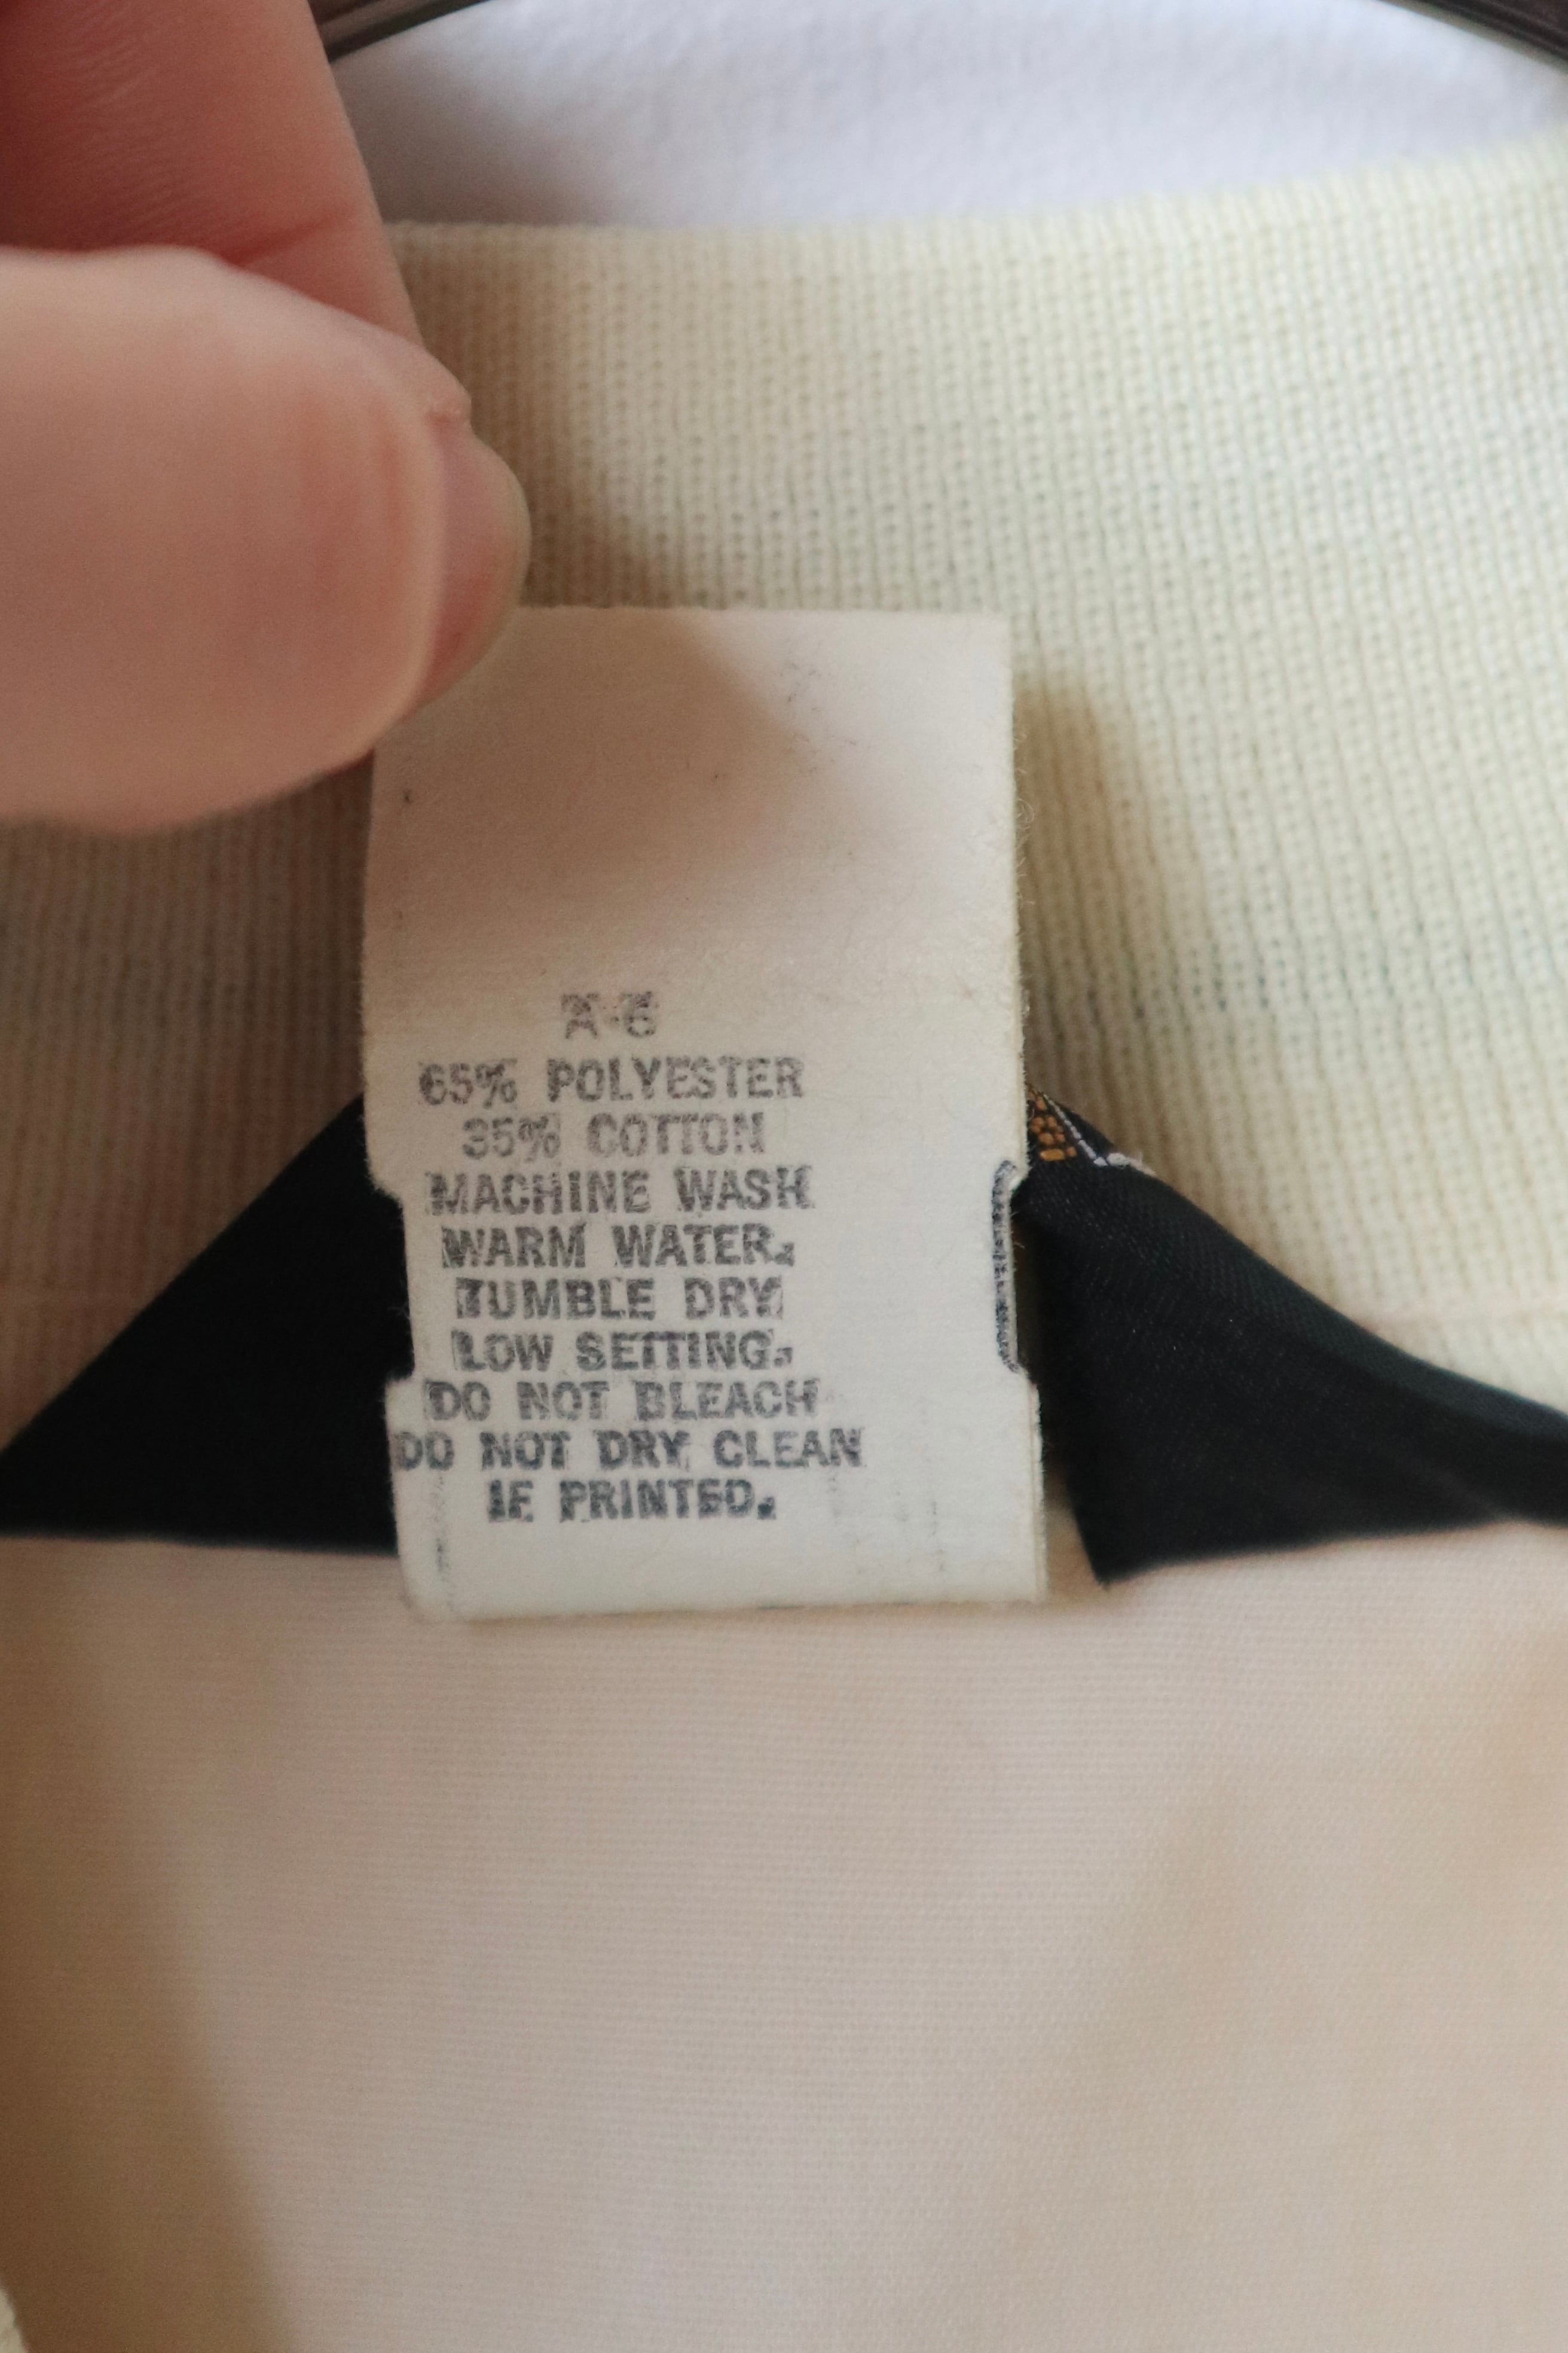 65% POLYESTER
35% COTTON
MACHINE WASH
WARM WATER.
TUMBLE DRY
LOW SETTING.
DO NOT BLEACH
DO NOT DRY CLEAN
IF PRINTED.